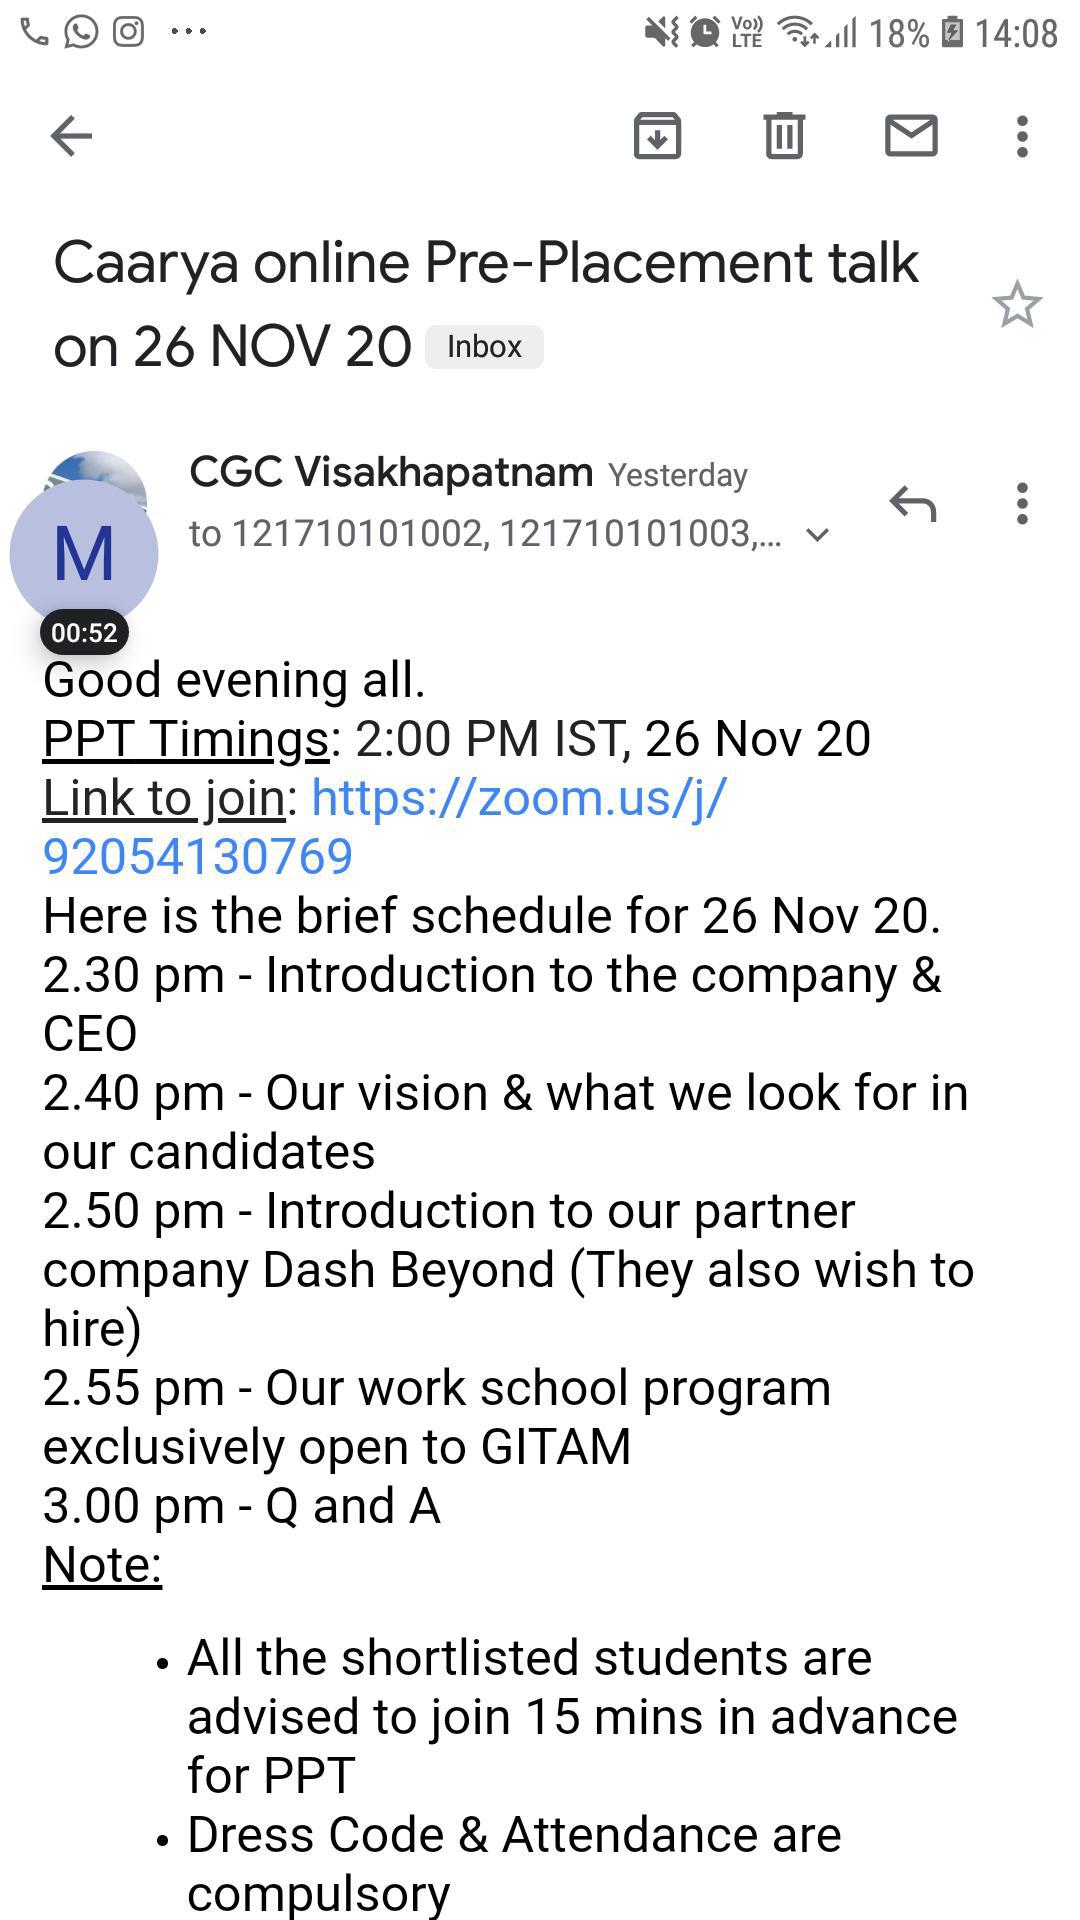 Vo)) LTE 18% 14:08
Caarya online Pre-Placement talk
on 26 NOV 20 Inbox
CGC Visakhapatnam Yesterday
to 121710101002, 121710101003,...
M
00:52
Good evening all.
PPT Timings: 2:00 PM IST, 26 Nov 20
Link to join: https://zoom.us/j/
92054130769
Here is the brief schedule for 26 Nov 20.
2.30 pm - Introduction to the company &
CEO
2.40 pm - Our vision & what we look for in
our candidates
2.50 pm - Introduction to our partner
company Dash Beyond (They also wish to
hire)
2.55 pm - Our work school program
exclusively open to GITAM
3.00 pm - Q and A
Note:
• All the shortlisted students are
advised to join 15 mins in advance
for PPT
• Dress Code & Attendance are
compulsory